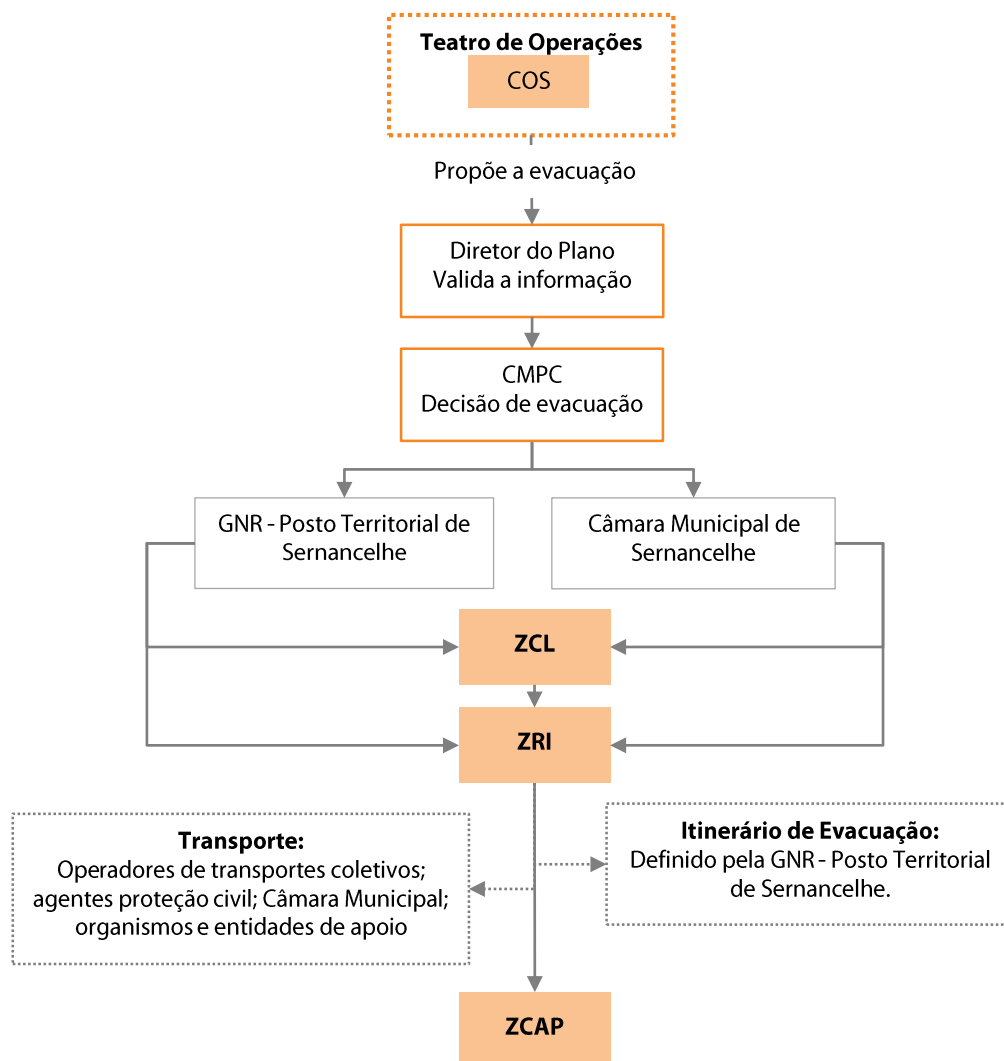 Teatro de Operações
COS
Propõe a evacuação
Diretor do Plano
Valida a informação
CMPC
Decisão de evacuação
GNR - Posto Territorial de
Sernancelhe
Câmara Municipal de
Sernancelhe
ZCL
ZRI
Transporte:
Operadores de transportes coletivos;
agentes proteção civil; Câmara Municipal;
organismos e entidades de apoio
Itinerário de Evacuação:
Definido pela GNR - Posto Territorial
de Sernancelhe.
ZCAP